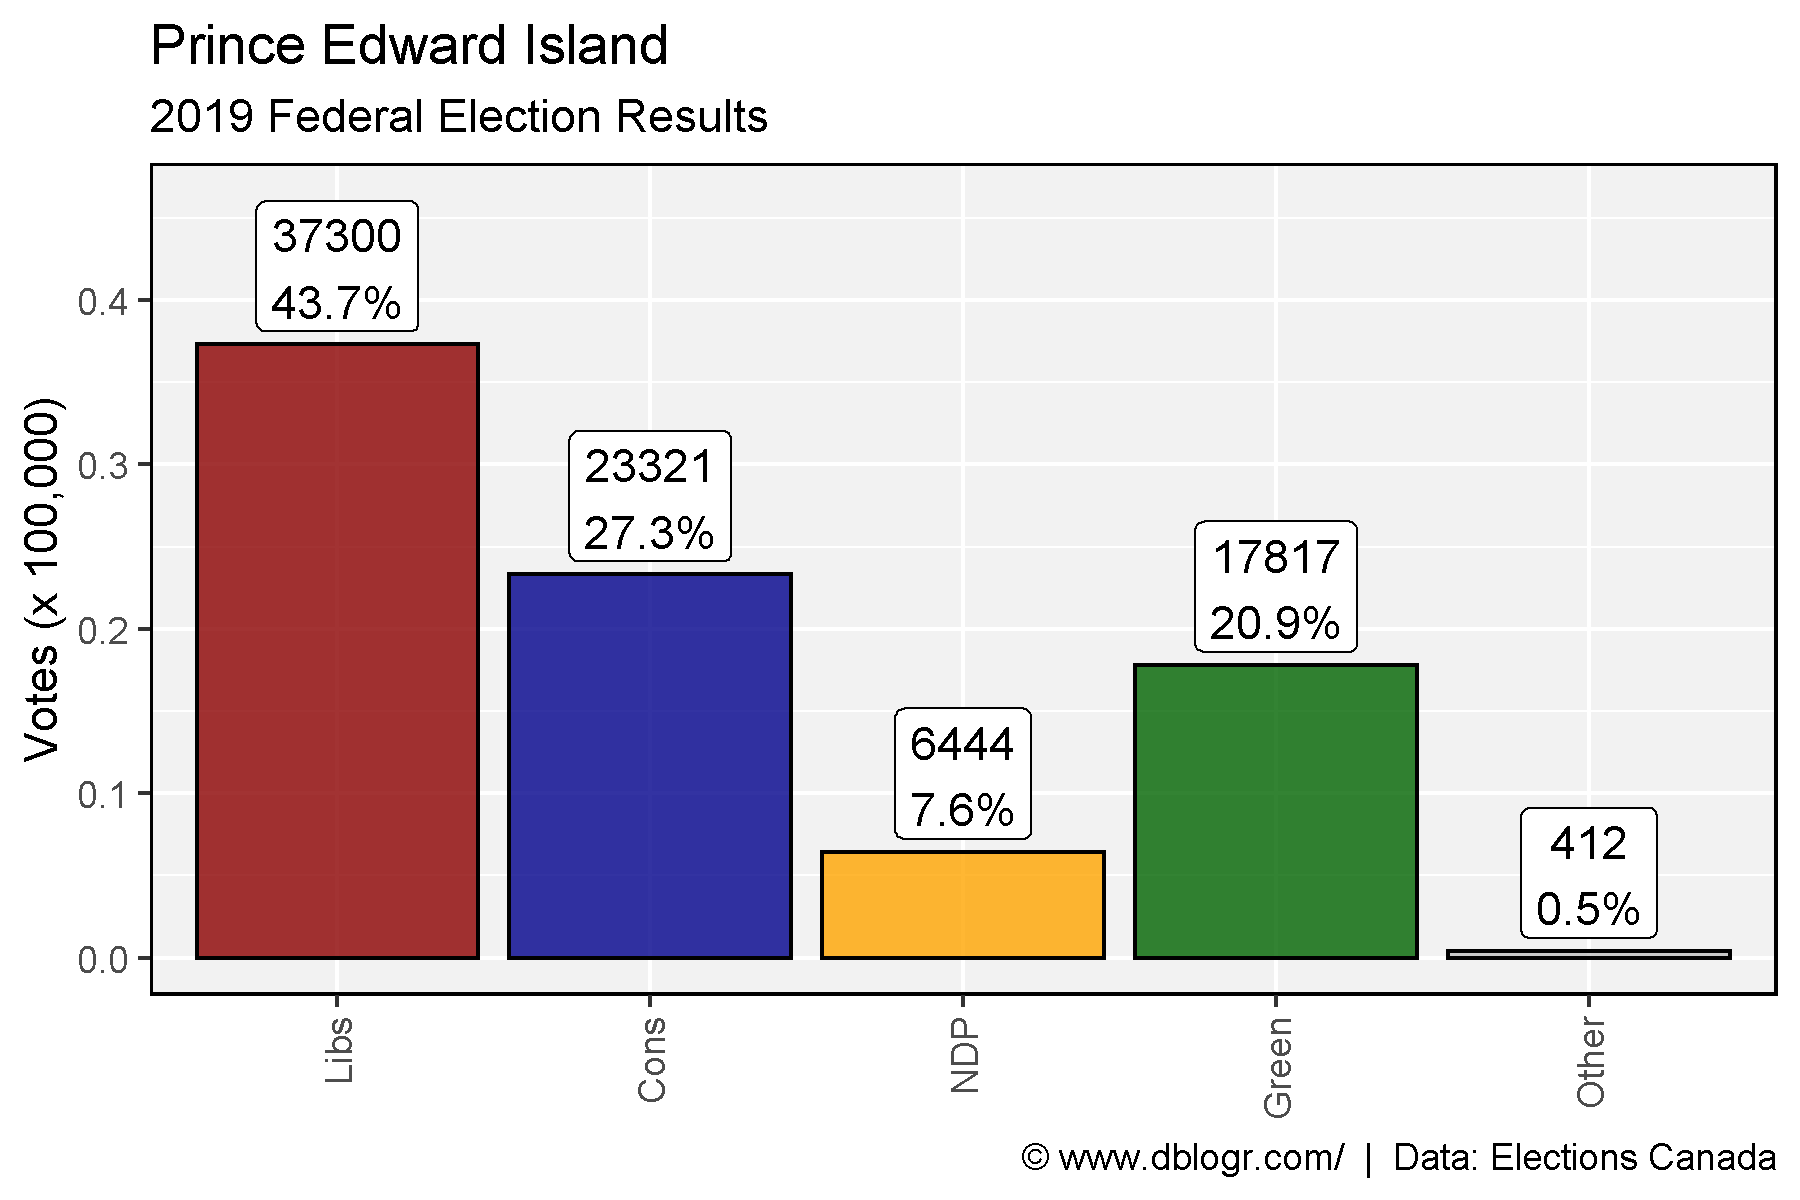 Prince Edward Island
2019 Federal Election Results
Votes (x 100,000)
0.4
0.3
0.2
0.1
0.0
37300
43.7%
23321
27.3%
6444
7.6%
17817
20.9%
412
0.5%
Libs
Cons
NDP
Green
Other
© www.dblogr.com/ | Data: Elections Canada